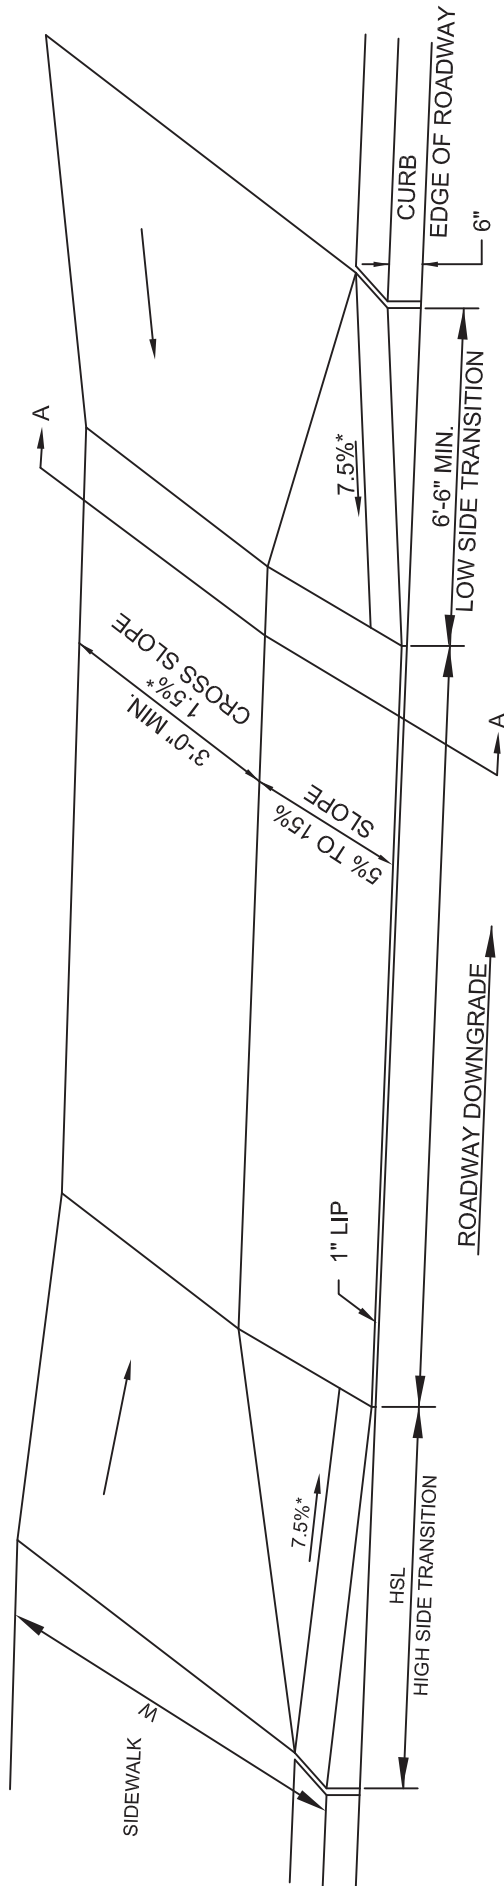 SIDEWALK
W
HSL
HIGH SIDE TRANSITION
7.5%*
1" LIP
ROADWAY DOWNGRADE
5% TO 15%
SLOPE
3'-0" MIN.
1.5%*
CROSS SLOPE
A
A
7.5%*
6'-6" MIN.
LOW SIDE TRANSITION
CURB
EDGE OF ROADWAY
6"